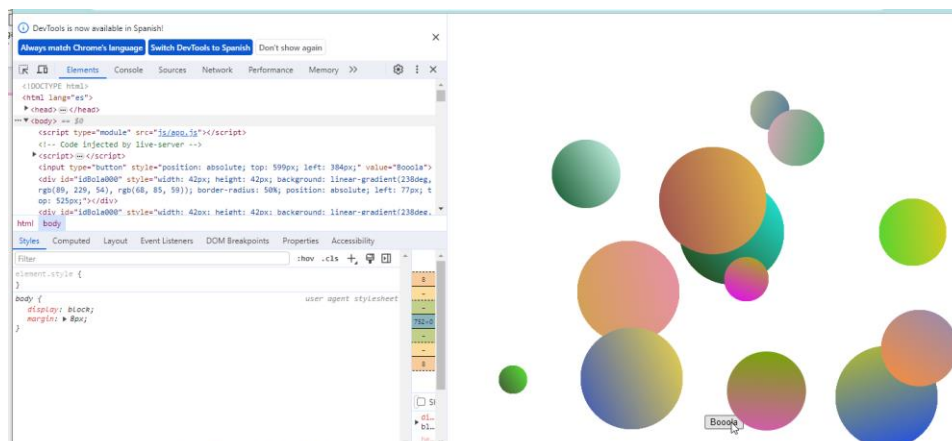 DevTools is now available in Spanish!
Always match Chrome's language Switch DevTools to Spanish Don't show again
Elements Console Sources Network Performance Memory
<!DOCTYPE html>
<html lang="es">
<head> </head>
<body> == $0
<script type="module" src="js/app.js"></script>
<!-- Code injected by live-server -->
<script> </script>
<input type="button" style="position: absolute; top: 599px; left: 384px;" value="Booola">
<div id="idBola000" style="width: 42px; height: 42px; background: linear-gradient(238deg,
rgb(89, 229, 54), rgb(68, 85, 59)); border-radius: 50%; position: absolute; left: 77px; t
op: 525px;"></div>
<div id="idBola000" style="width: 42px; height: 42px; background: linear-gradient(238deg,
html body
Styles Computed Layout Event Listeners DOM Breakpoints Properties Accessibility
Filter :hov .cls
element.style {
}
body { user agent stylesheet
display: block;
margin: 8px;
}
8
-
-
752×0
-
-
8
di...
bl...
Booola